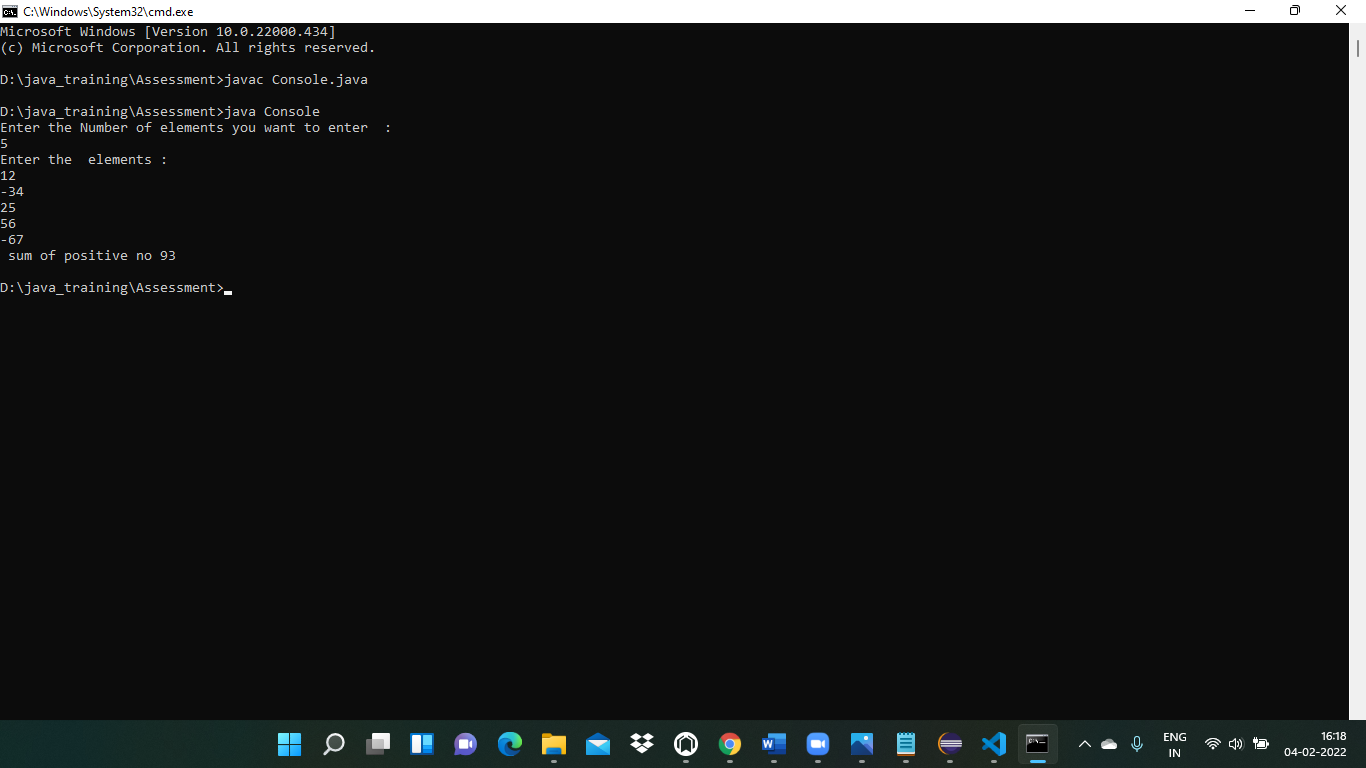 C:\Windows\System32\cmd.exe
Microsoft Windows [Version 10.0.22000.434]
(c) Microsoft Corporation. All rights reserved.
D:\java_training\Assessment>javac Console.java
D:\java_training\Assessment>java Console
Enter the Number of elements you want to enter  :
5
Enter the  elements :
12
-34
25
56
-67
 sum of positive no 93
D:\java_training\Assessment>
ENG
IN
16:18
04-02-2022